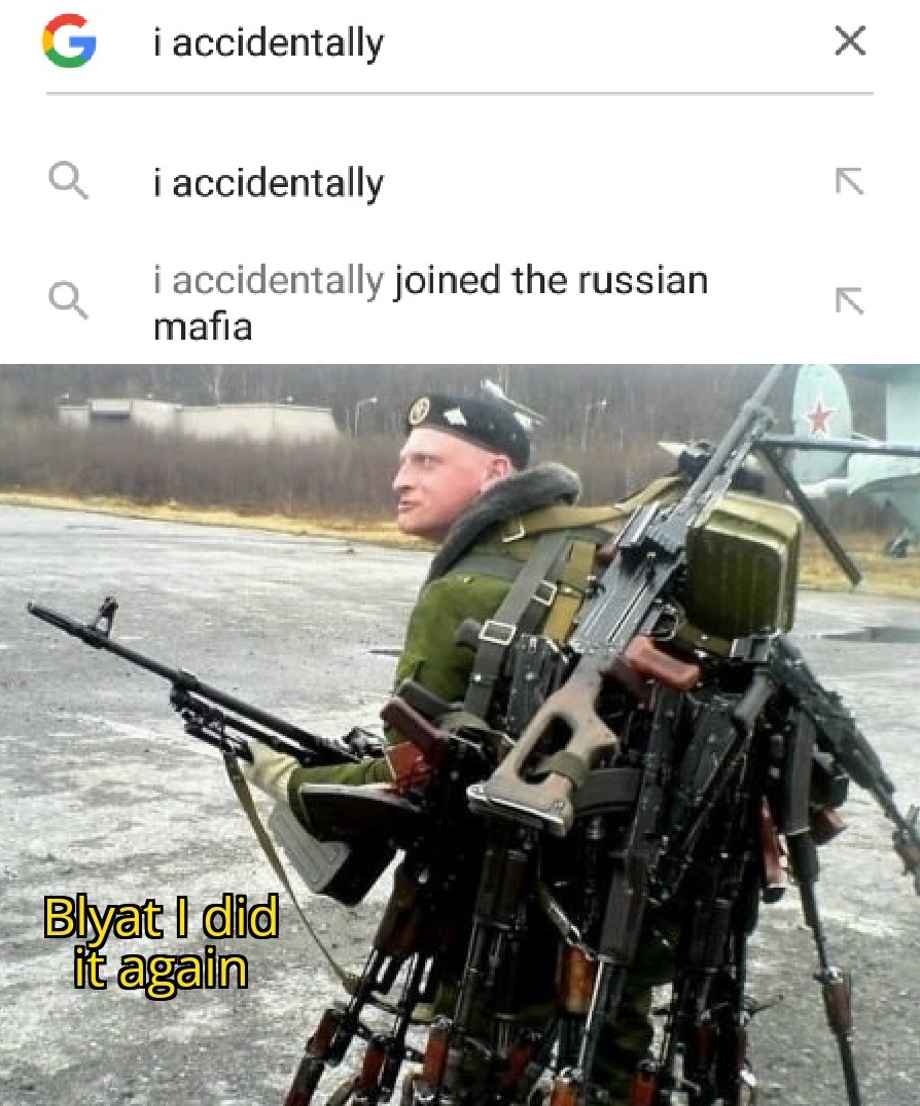 i accidentally
i accidentally
i accidentally joined the russian
mafia
Blyat I did
it again